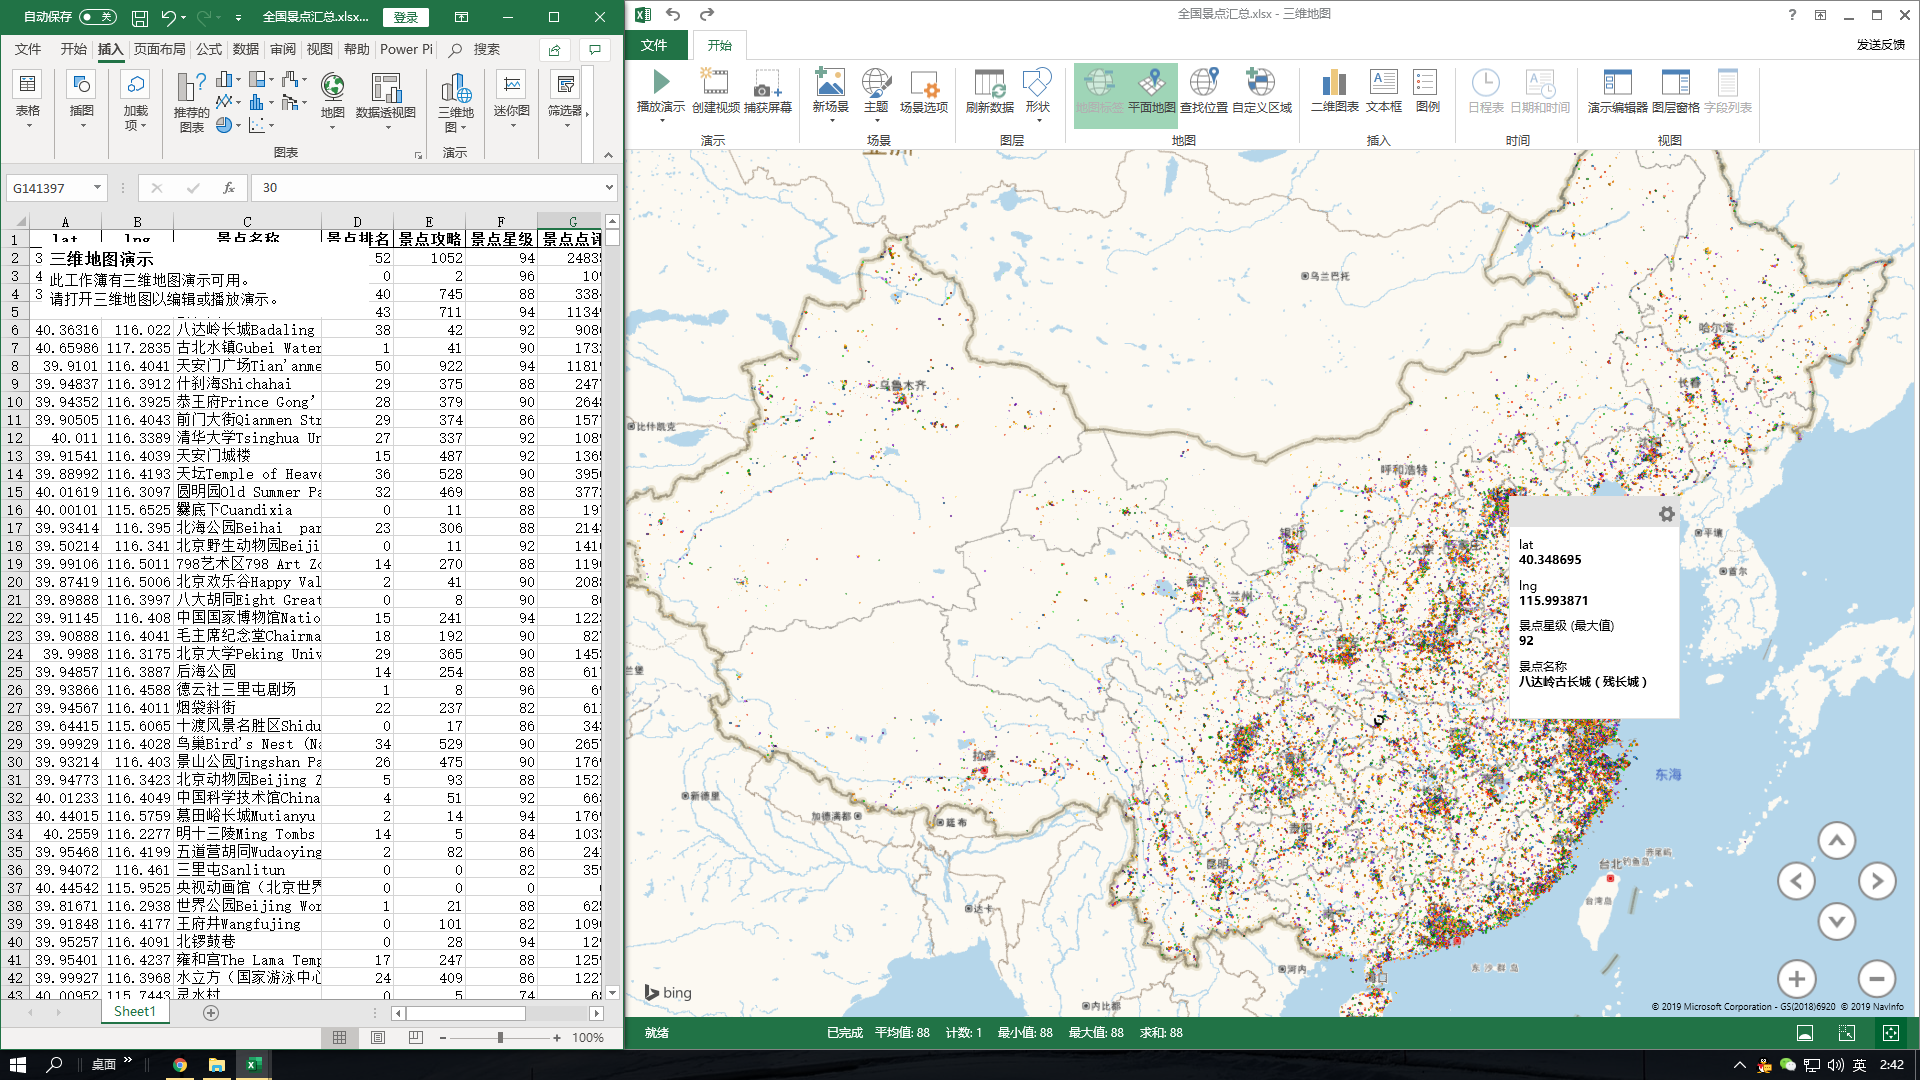 自动保存 关 全国景点汇总.xlsx... 登录
文件 开始 插入 页面布局 公式 数据 审阅 视图 帮助 Power Pi 搜索
表格 插图 加载项 推荐的图表 地图 数据透视图 三维地图 迷你图 筛选器
图表 演示
G141397 30
A B C D E F G
1 lat lng 景点名称 景点排名 景点攻略 景点星级 景点点评
三维地图演示
此工作簿有三维地图演示可用。
请打开三维地图以编辑或播放演示。
2 3 52 1052 94 2483
3 4 0 2 96 10
4 3 40 745 88 338
5 43 711 94 1134
6 40.36316 116.022 八达岭长城Badaling 38 42 92 908
7 40.65986 117.2835 古北水镇Gubei Water 1 41 90 173
8 39.9101 116.4041 天安门广场Tian'anme 50 922 94 1181
9 39.94837 116.3912 什刹海Shichahai 29 375 88 247
10 39.94352 116.3925 恭王府Prince Gong' 28 379 90 264
11 39.90505 116.4043 前门大街Qianmen Str 29 374 86 157
12 40.011 116.3389 清华大学Tsinghua Un 27 337 92 108
13 39.91541 116.4039 天安门城楼 15 487 92 136
14 39.88992 116.4193 天坛Temple of Heave 36 528 90 395
15 40.01619 116.3097 圆明园Old Summer Pa 32 469 88 377
16 40.00101 115.6525 爨底下Cuandixia 0 11 88 19
17 39.93414 116.395 北海公园Beihai  par 23 306 88 214
18 39.50214 116.341 北京野生动物园Beiji 0 11 92 141
19 39.99106 116.5011 798艺术区798 Art Zo 14 270 88 119
20 39.87419 116.5006 北京欢乐谷Happy Val 2 41 90 208
21 39.89888 116.3997 八大胡同Eight Great 0 8 90 8
22 39.91145 116.408 中国国家博物馆Natio 15 241 94 122
23 39.90888 116.4041 毛主席纪念堂Chairma 18 192 90 82
24 39.9988 116.3175 北京大学Peking Univ 29 365 90 145
25 39.94857 116.3887 后海公园 14 254 88 61
26 39.93866 116.4588 德云社三里屯剧场 1 8 96 6
27 39.94567 116.4011 烟袋斜街 22 237 82 61
28 39.64415 115.6065 十渡风景名胜区Shidu 0 17 86 34
29 39.99929 116.4028 鸟巢Bird's Nest (Na 34 529 90 265
30 39.93214 116.403 景山公园Jingshan Pa 26 475 90 176
31 39.94773 116.3423 北京动物园Beijing Z 5 93 88 152
32 40.01233 116.4049 中国科学技术馆China 4 51 92 66
33 40.44015 116.5759 慕田峪长城Mutianyu 2 14 94 176
34 40.2559 116.2277 明十三陵Ming Tombs 14 5 84 103
35 39.95468 116.4199 五道营胡同Wudaoying 2 82 86 24
36 39.94072 116.461 三里屯Sanlitun 0 0 82 35
37 40.44542 115.9525 央视动画馆（北京世界 0 0 0
38 39.81671 116.2938 世界公园Beijing Wor 1 21 88 62
39 39.91848 116.4177 王府井Wangfujing 0 101 82 109
40 39.95257 116.4091 北锣鼓巷 0 28 94 12
41 39.95401 116.4237 雍和宫The Lama Temp 17 247 88 125
42 39.99927 116.3968 水立方（国家游泳中心 24 409 86 122
43 40.00952 115.7443 灵水村 0 5 74 6
Sheet1
100%
全国景点汇总.xlsx - 三维地图
文件 开始 发送反馈
播放演示 创建视频 捕获屏幕 新场景 主题 场景选项 刷新数据 形状 地图标签 平面地图 查找位置 自定义区域 二维图表 文本框 图例 日程表 日期和时间 演示编辑器 图层窗格 字段列表
演示 场景 图层 地图 插入 时间 视图
乌兰巴托
哈尔滨
长春
乌鲁木齐
比什凯克
呼和浩特
银川
平壤
首尔
西宁
兰州
lat
40.348695
lng
115.993871
景点星级 (最大值)
92
景点名称
八达岭古长城 ( 残长城 )
拉萨
东海
新德里
加德满都
廷布
贵阳
昆明
台北
钓鱼岛
赤尾屿
台湾岛
达卡
河内
东沙群岛
海口
内比都
bing
© 2019 Microsoft Corporation - GS(2018)6920 © 2019 NavInfo
就绪 已完成 平均值: 88 计数: 1 最小值: 88 最大值: 88 求和: 88
桌面 英 2:42